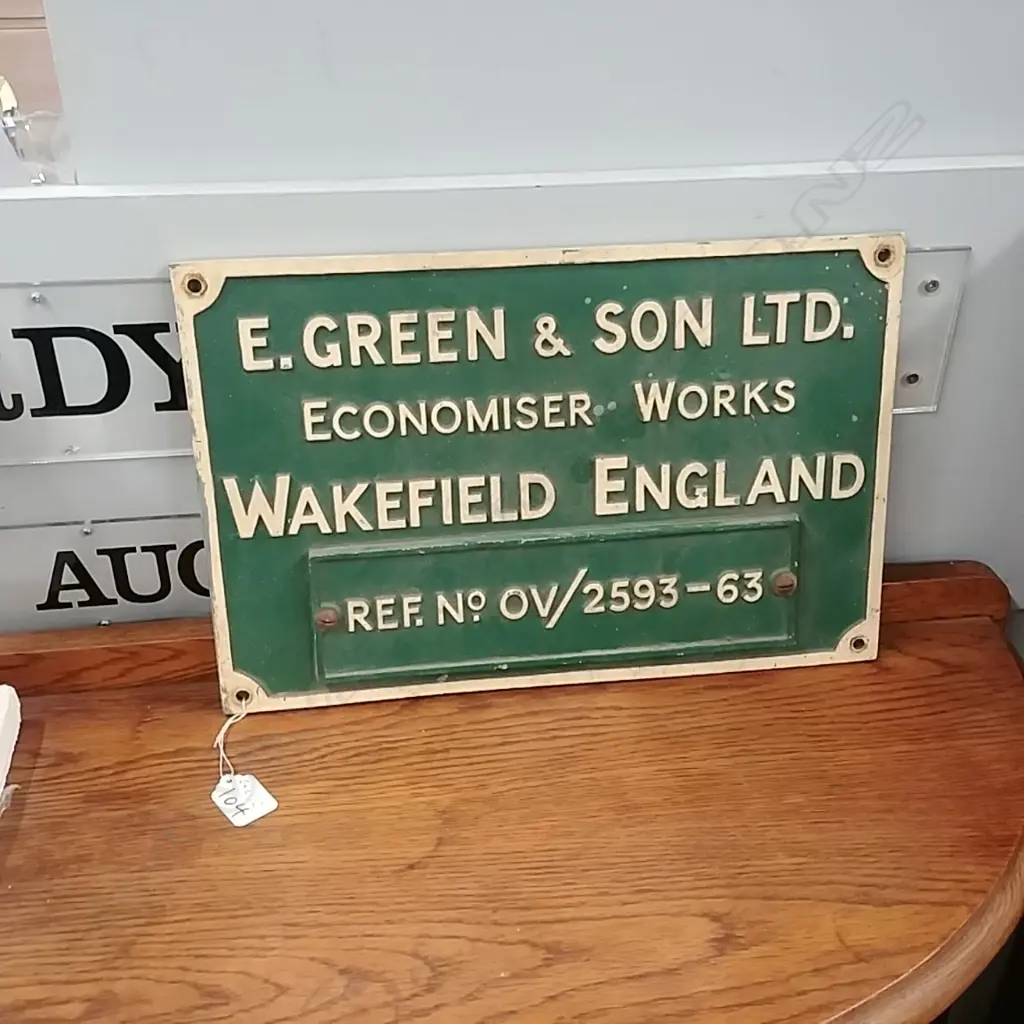 E. GREEN & SON LTD.
ECONOMISER WORKS
WAKEFIELD ENGLAND
REF. Nº OV/2593-63
104